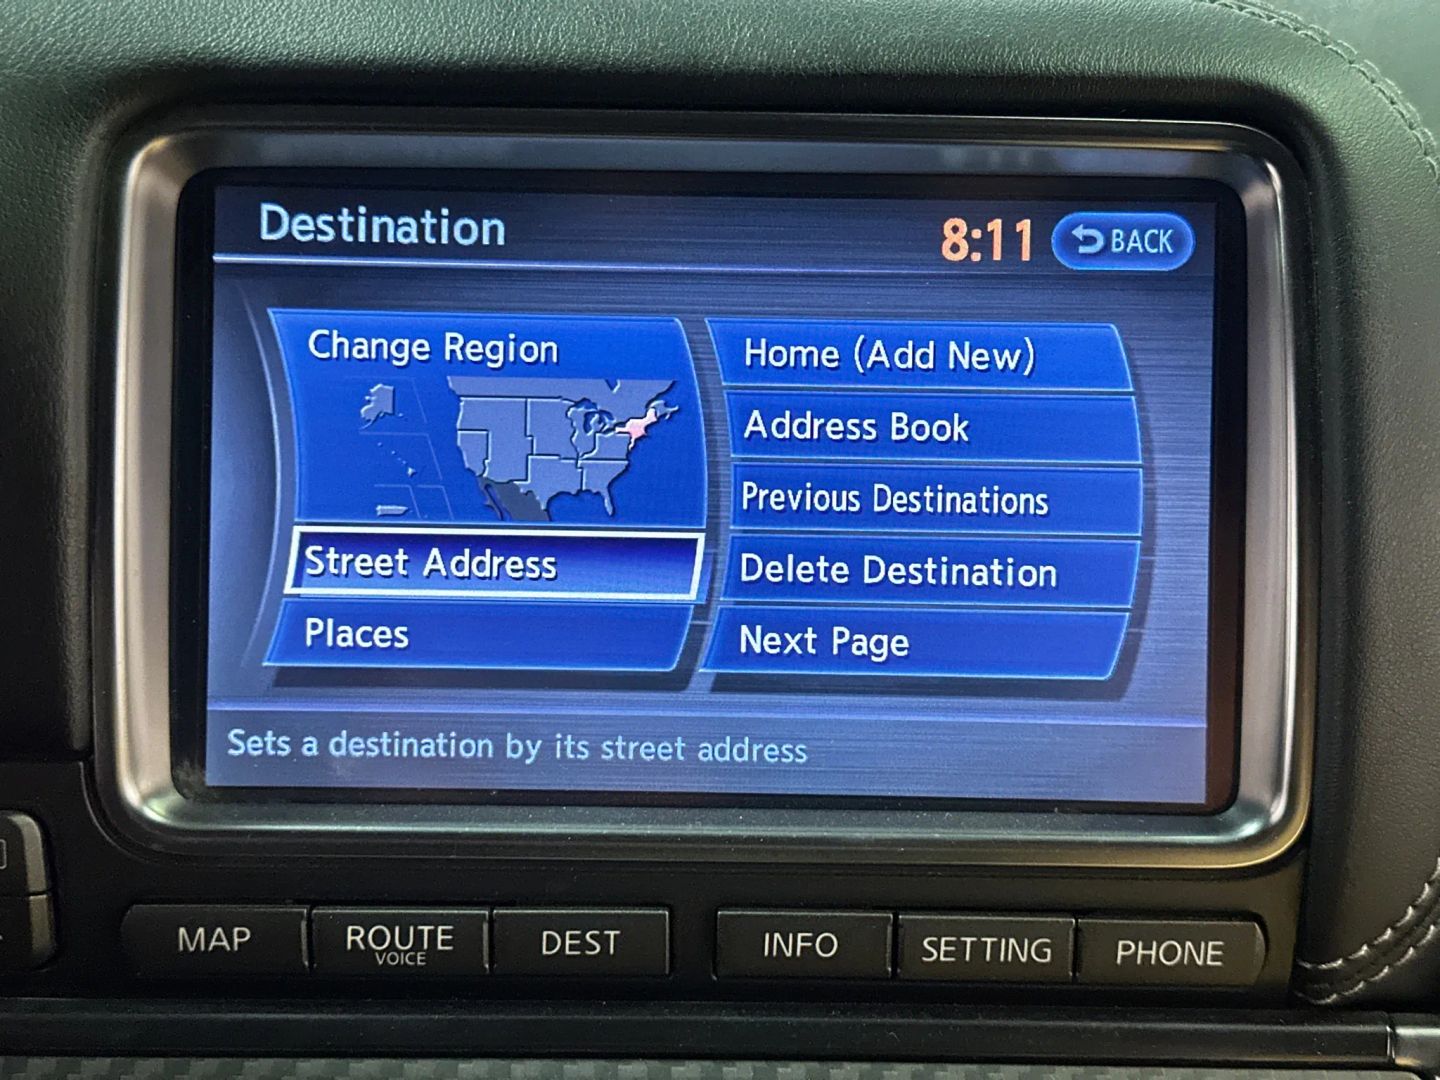 Destination
8:11
BACK
Change Region
Street Address
Places
Home (Add New)
Address Book
Previous Destinations
Delete Destination
Next Page
Sets a destination by its street address
MAP
ROUTE
VOICE
DEST
INFO
SETTING
PHONE